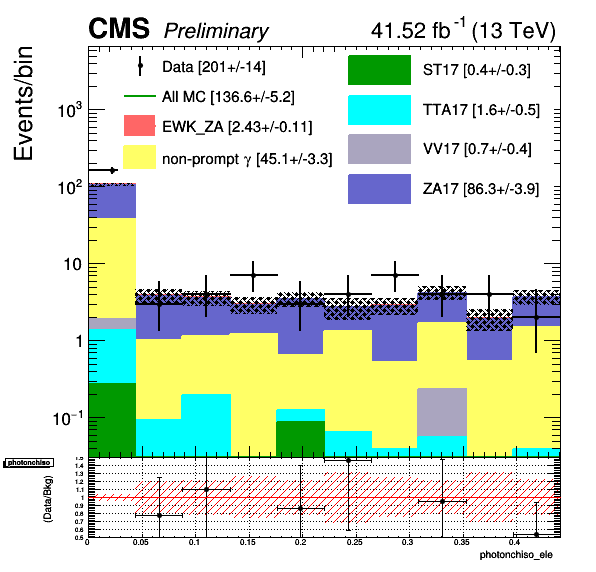 CMS Preliminary 41.52 fb⁻¹ (13 TeV)
Events/bin
Data [201+/-14]
All MC [136.6+/-5.2]
EWK_ZA [2.43+/-0.11]
non-prompt γ [45.1+/-3.3]
ST17 [0.4+/-0.3]
TTA17 [1.6+/-0.5]
VV17 [0.7+/-0.4]
ZA17 [86.3+/-3.9]
10³
10²
10
1
10⁻¹
photonchiso
(Data/Bkg)
1.5
1.4
1.3
1.2
1.1
1
0.9
0.8
0.7
0.6
0.5
0 0.05 0.1 0.15 0.2 0.25 0.3 0.35 0.4
photonchiso_ele